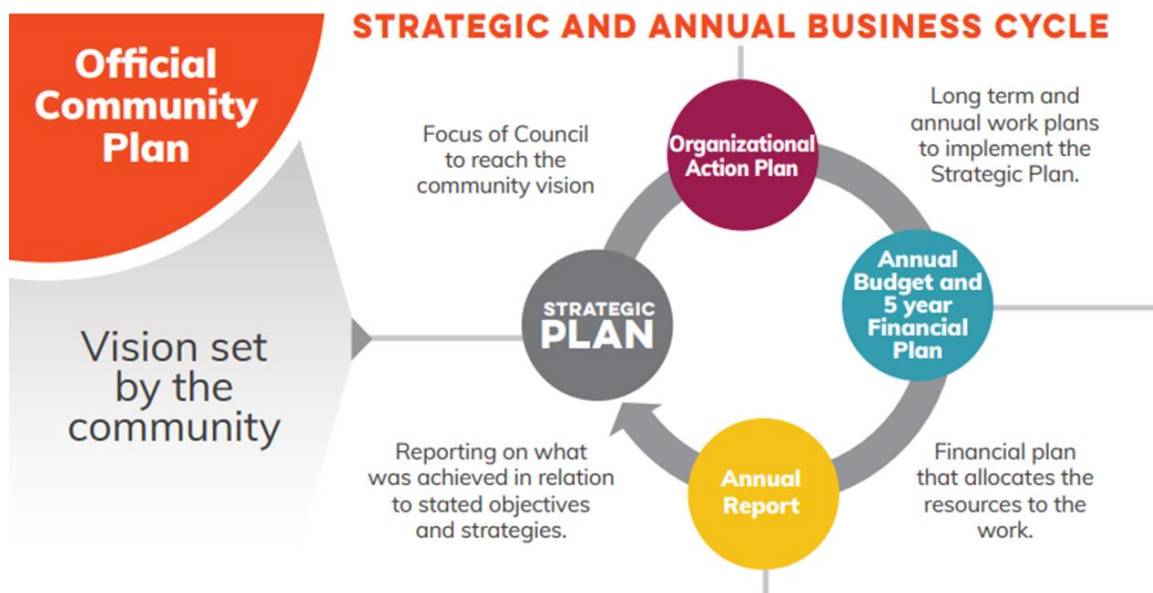 STRATEGIC AND ANNUAL BUSINESS CYCLE
Official
Community
Plan
Vision set
by the
community
Focus of Council
to reach the
community vision
STRATEGIC
PLAN
Organizational
Action Plan
Long term and
annual work plans
to implement the
Strategic Plan.
Annual
Budget and
5 year
Financial
Plan
Financial plan
that allocates the
resources to the
work.
Annual
Report
Reporting on what
was achieved in relation
to stated objectives
and strategies.